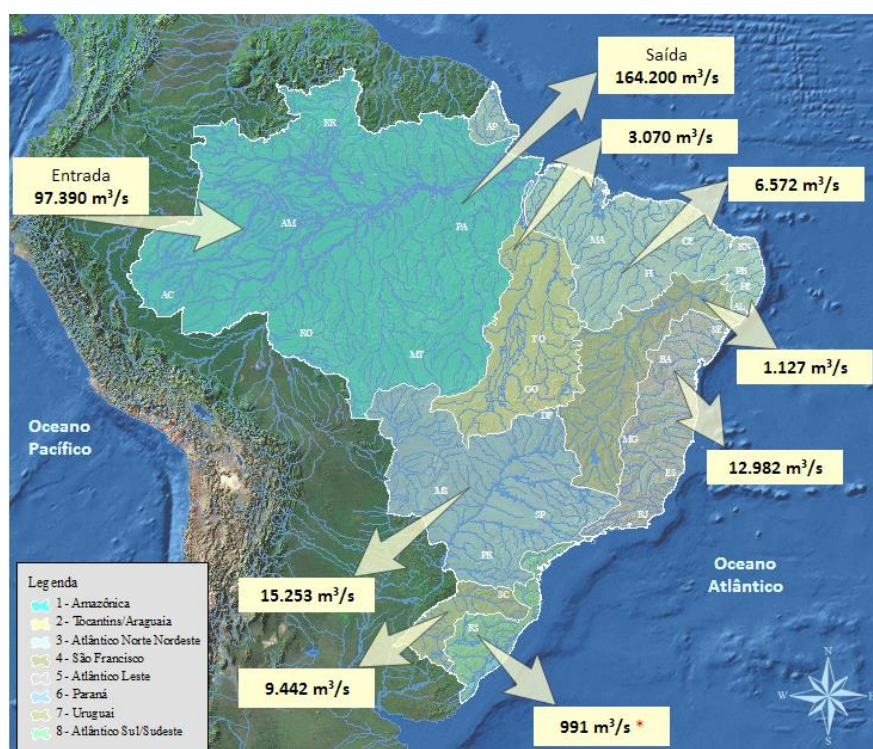 Saída
164.200 m³/s
3.070 m³/s
6.572 m³/s
Entrada
97.390 m³/s
RR
AP
AM
PA
MA
CE
RN
PB
PE
PI
AL
AC
SE
RO
TO
BA
MT
1.127 m³/s
GO
DF
Oceano
Pacífico
MG
12.982 m³/s
ES
MS
SP
RJ
PR
Oceano
Atlântico
15.253 m³/s
SC
RS
9.442 m³/s
991 m³/s *
Legenda
1 - Amazônica
2 - Tocantins/Araguaia
3 - Atlântico Norte Nordeste
4 - São Francisco
5 - Atlântico Leste
6 - Paraná
7 - Uruguai
8 - Atlântico Sul/Sudeste
N
W
E
S